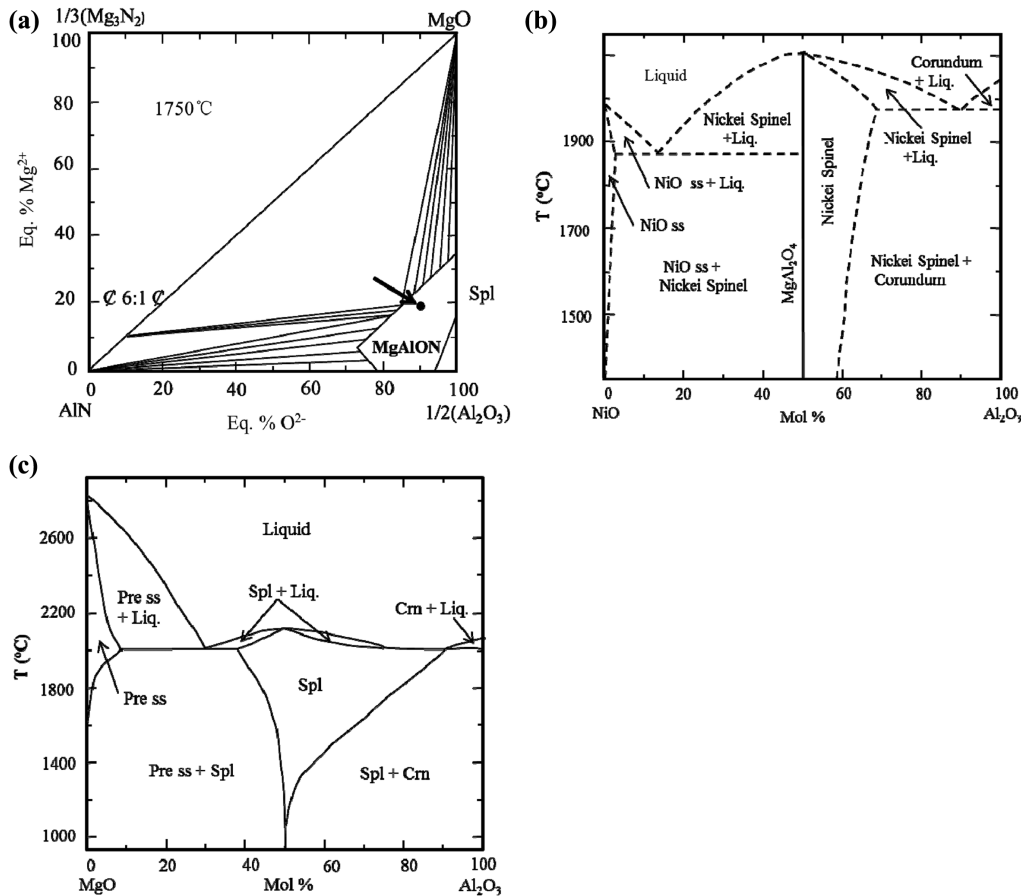 (a)
1/3(Mg₃N₂)
MgO
100
80
60
40
20
0
Eq. % Mg²⁺
1750℃
₡ 6:1 ₡
MgAlON
Spl
0
20
40
60
80
100
AlN
Eq. % O²⁻
1/2(Al₂O₃)
(b)
T (°C)
1900
1700
1500
Liquid
Corundum
+ Liq.
Nickei Spinel
+Liq.
Nickei Spinel
+Liq.
NiO ss + Liq.
NiO ss
NiO ss +
Nickei Spinel
MgAl₂O₄
Nickei Spinel
Nickei Spinel +
Corundum
0
20
40
60
80
100
NiO
Mol %
Al₂O₃
(c)
T (°C)
2600
2200
1800
1400
1000
Liquid
Pre ss
+ Liq.
Spl + Liq.
Crn + Liq.
Pre ss
Spl
Pre ss + Spl
Spl + Crn
0
20
40
60
80
100
MgO
Mol %
Al₂O₃